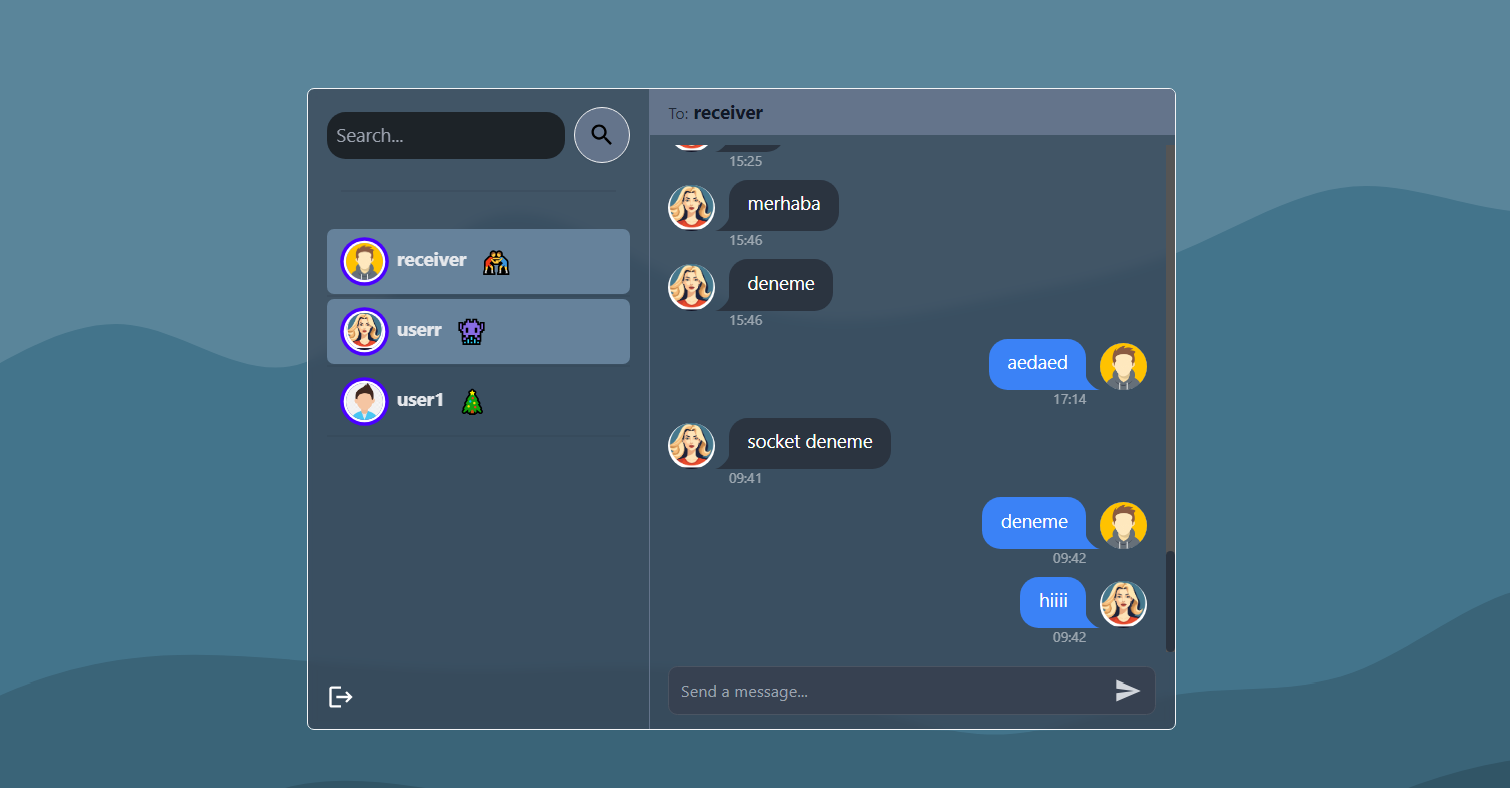 Search...
receiver
userr
user1
To: receiver
15:25
merhaba
15:46
deneme
15:46
aedaed
17:14
socket deneme
09:41
deneme
09:42
hiiii
09:42
Send a message...